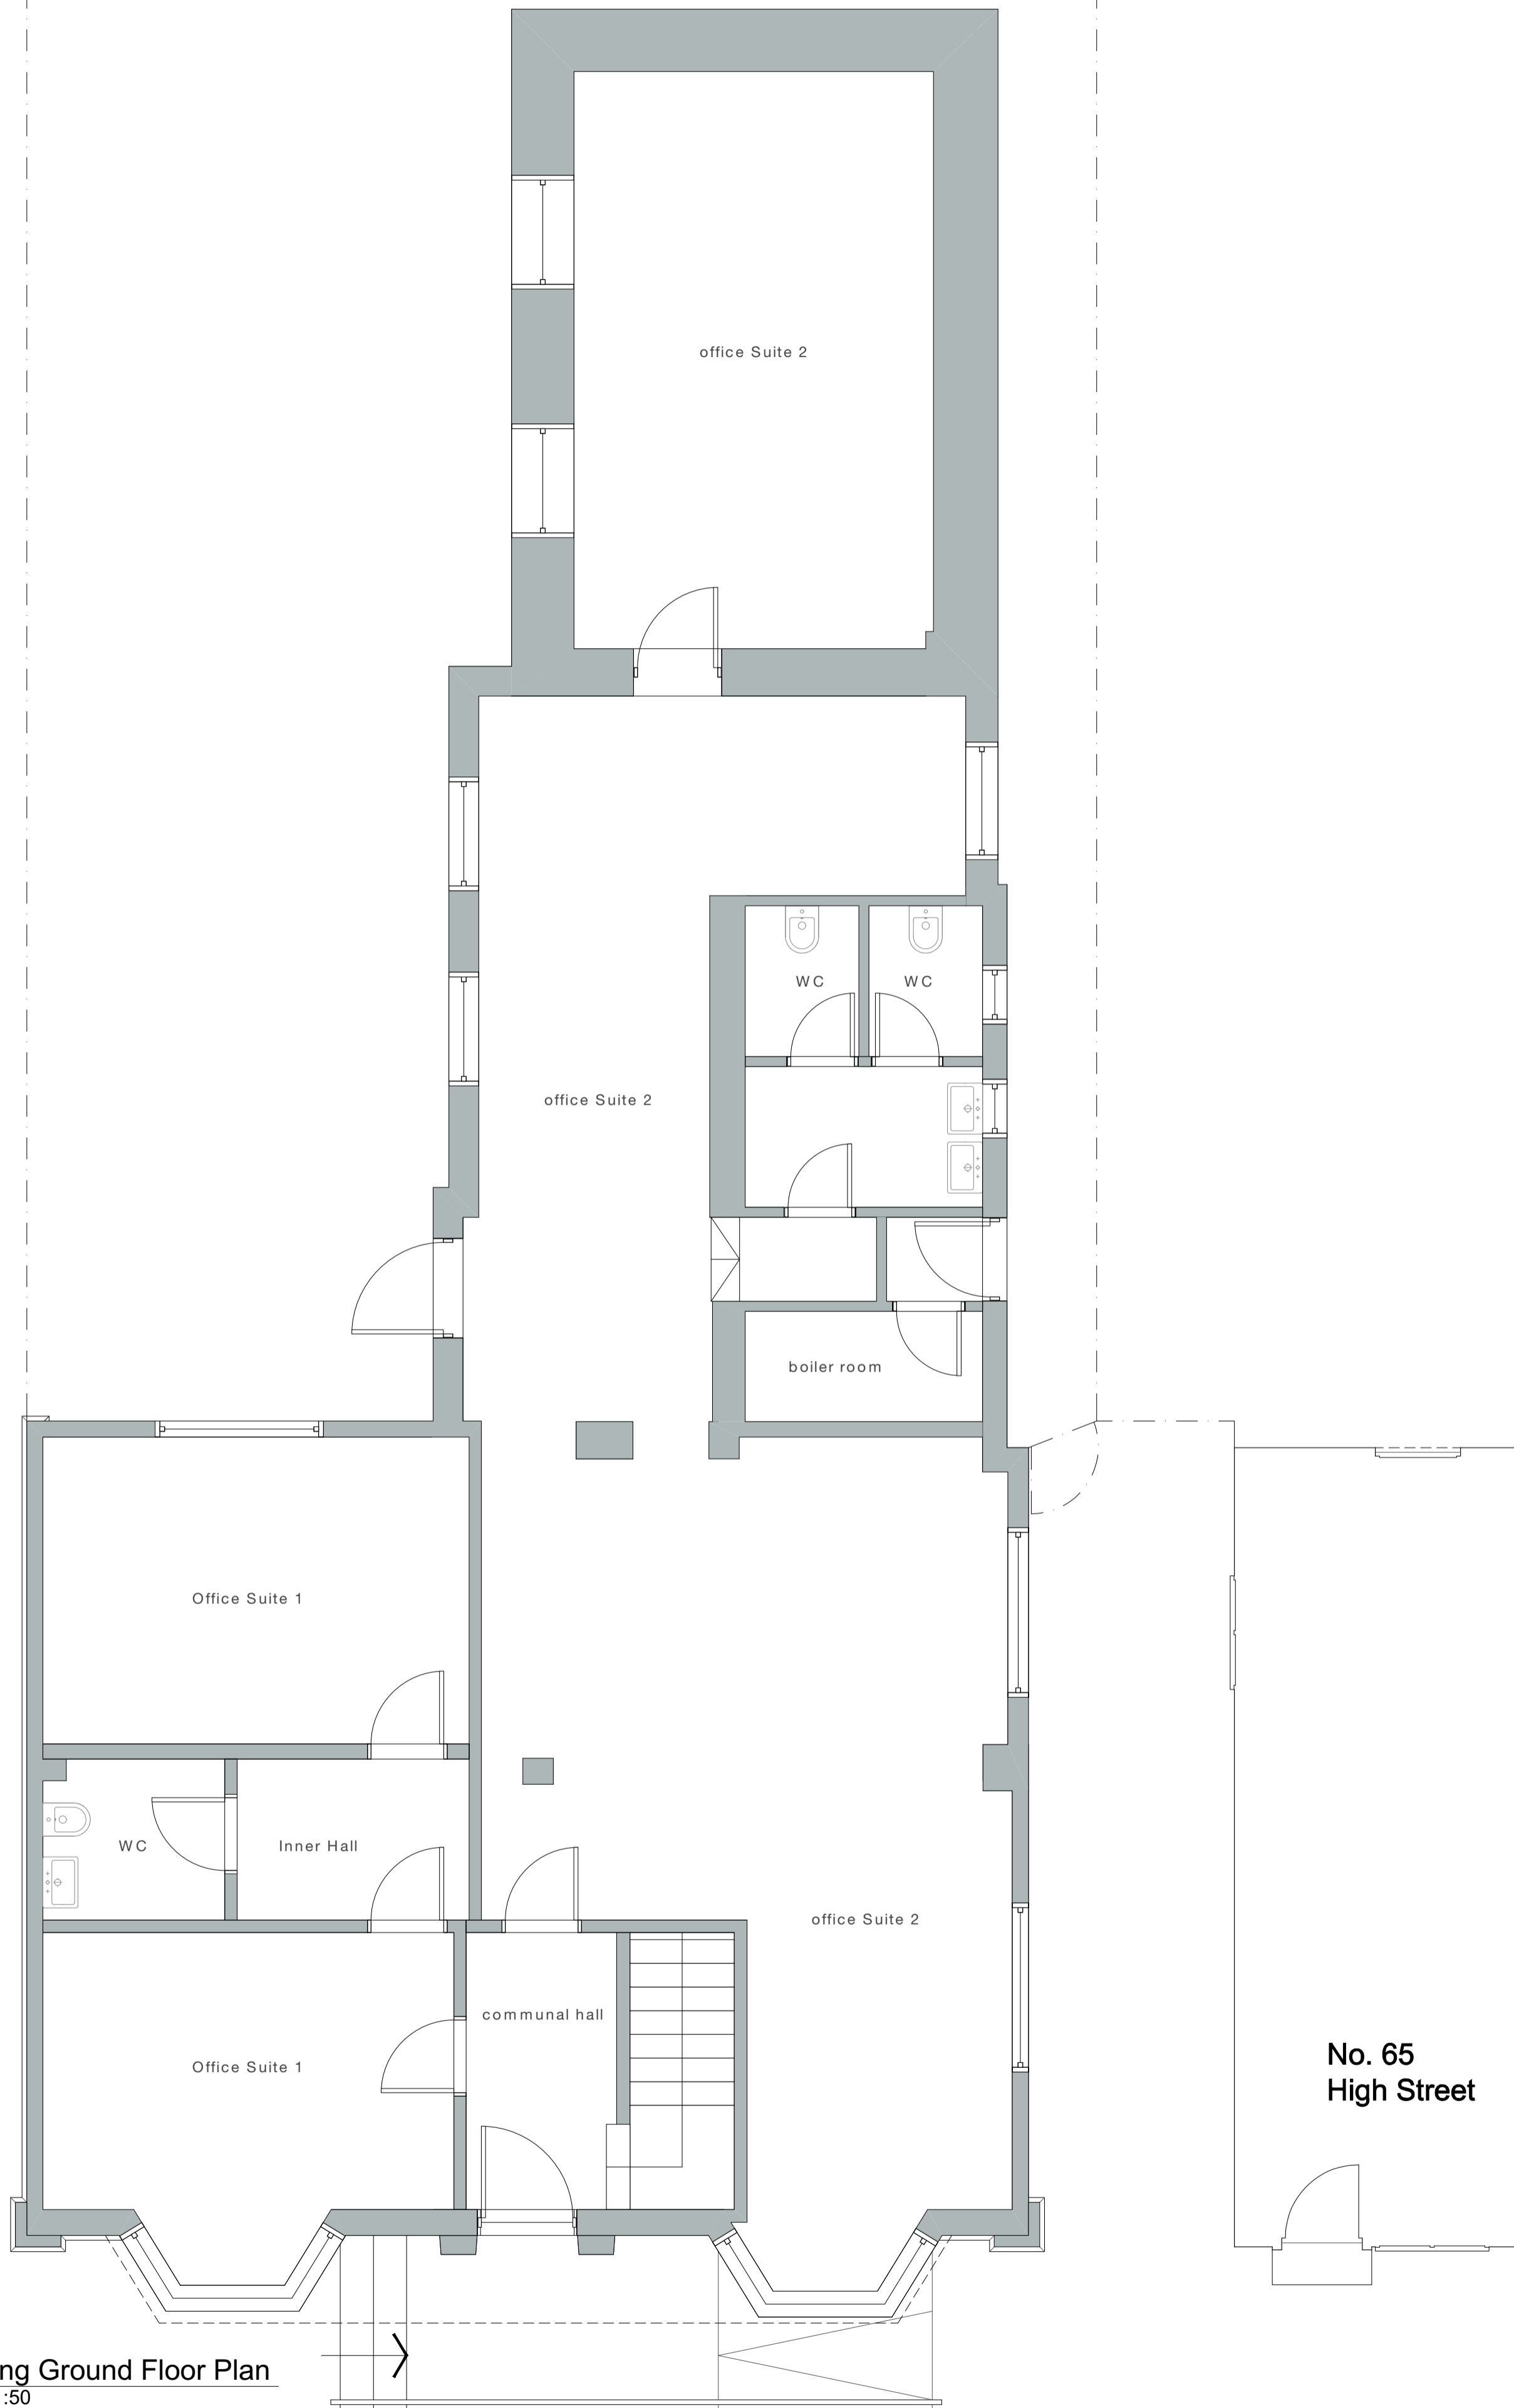 office Suite 2
WC WC
office Suite 2
boiler room
Office Suite 1
WC
Inner Hall
office Suite 2
communal hall
Office Suite 1
No. 65
High Street
ng Ground Floor Plan
:50